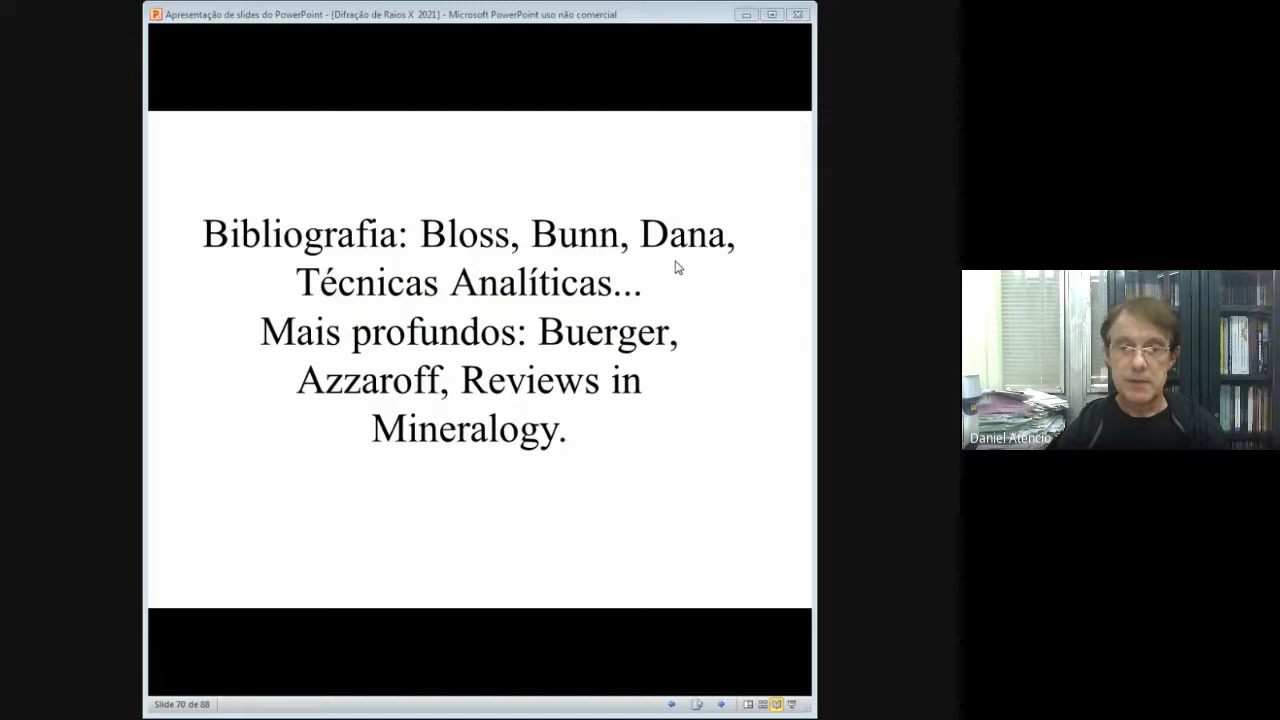 Apresentação de slides do PowerPoint - [Difração de Raios X 2021] - Microsoft PowerPoint uso não comercial
Bibliografia: Bloss, Bunn, Dana,
Técnicas Analíticas...
Mais profundos: Buerger,
Azzaroff, Reviews in
Mineralogy.
Daniel Atencio
Slide 70 de 88